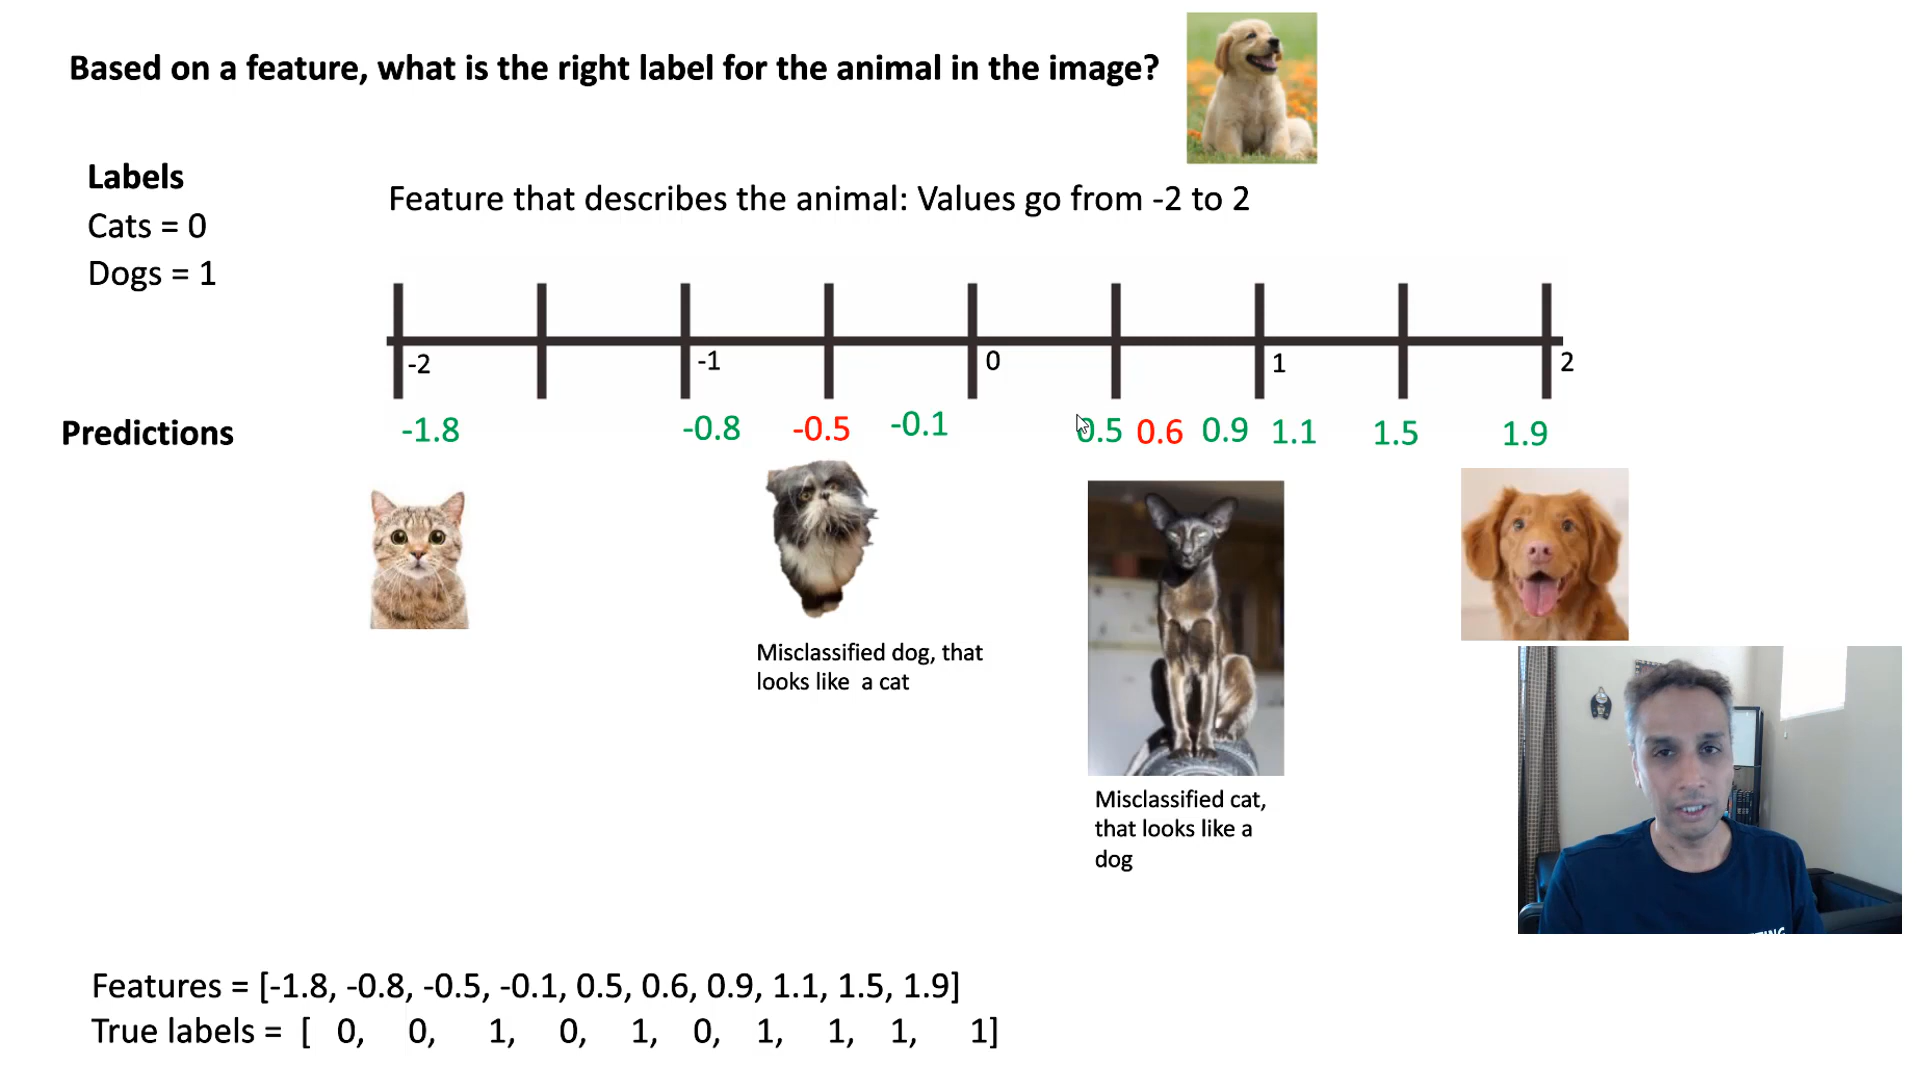 Based on a feature, what is the right label for the animal in the image?
Labels
Cats = 0
Dogs = 1
Feature that describes the animal: Values go from -2 to 2
-2 -1 0 1 2
Predictions -1.8 -0.8 -0.5 -0.1 0.5 0.6 0.9 1.1 1.5 1.9
Misclassified dog, that
looks like a cat
Misclassified cat,
that looks like a
dog
Features = [-1.8, -0.8, -0.5, -0.1, 0.5, 0.6, 0.9, 1.1, 1.5, 1.9]
True labels = [ 0, 0, 1, 0, 1, 0, 1, 1, 1, 1]